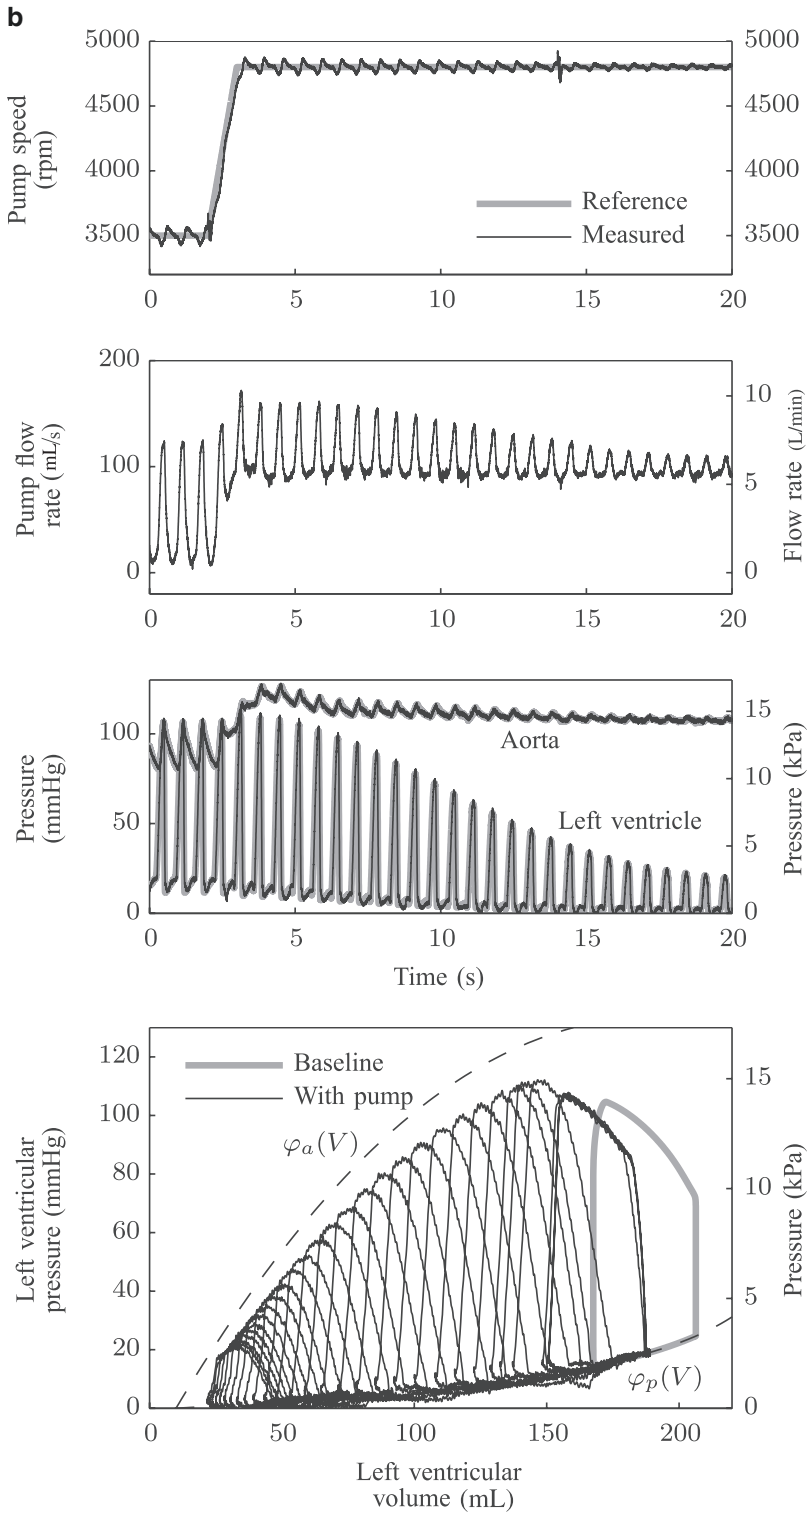 b
5000 5000
4500 4500
4000 4000
3500 3500
Pump speed
(rpm)
Reference
Measured
0 5 10 15 20
200
100
0
Pump flow
rate (mL/s)
10
5
0
Flow rate (L/min)
0 5 10 15 20
100
50
0
Pressure
(mmHg)
Aorta
Left ventricle
15
10
5
0
Pressure (kPa)
0 5 10 15 20
Time (s)
120
100
80
60
40
20
0
Left ventricular
pressure (mmHg)
Baseline
With pump
φₐ(V)
φₚ(V)
15
10
5
0
Pressure (kPa)
0 50 100 150 200
Left ventricular
volume (mL)